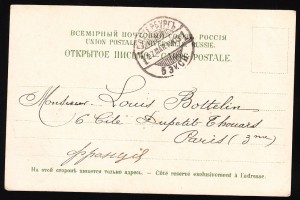 ВСЕМІРНЫЙ ПОЧТОВЫЙ СОЮЗЪ. РОССІЯ
UNION POSTALE UNIVERSELLE. RUSSIE.
ОТКРЫТОЕ ПИСЬМО. CARTE POSTALE.
Monsieur Louis Bottelin
6 Cité Dupetit Thouars
Paris (3me)
Франція
На этой сторонѣ пишется только адресъ. — Côté réservé exclusivement à l'adresse.